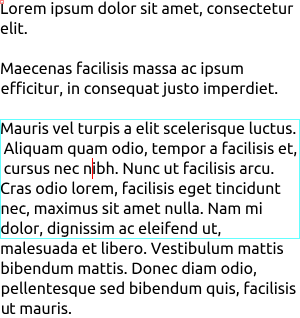 Lorem ipsum dolor sit amet, consectetur
elit.
Maecenas facilisis massa ac ipsum
efficitur, in consequat justo imperdiet.
Mauris vel turpis a elit scelerisque luctus.
Aliquam quam odio, tempor a facilisis et,
cursus nec nibh. Nunc ut facilisis arcu.
Cras odio lorem, facilisis eget tincidunt
nec, maximus sit amet nulla. Nam mi
dolor, dignissim ac eleifend ut,
malesuada et libero. Vestibulum mattis
bibendum mattis. Donec diam odio,
pellentesque sed bibendum quis, facilisis
ut mauris.